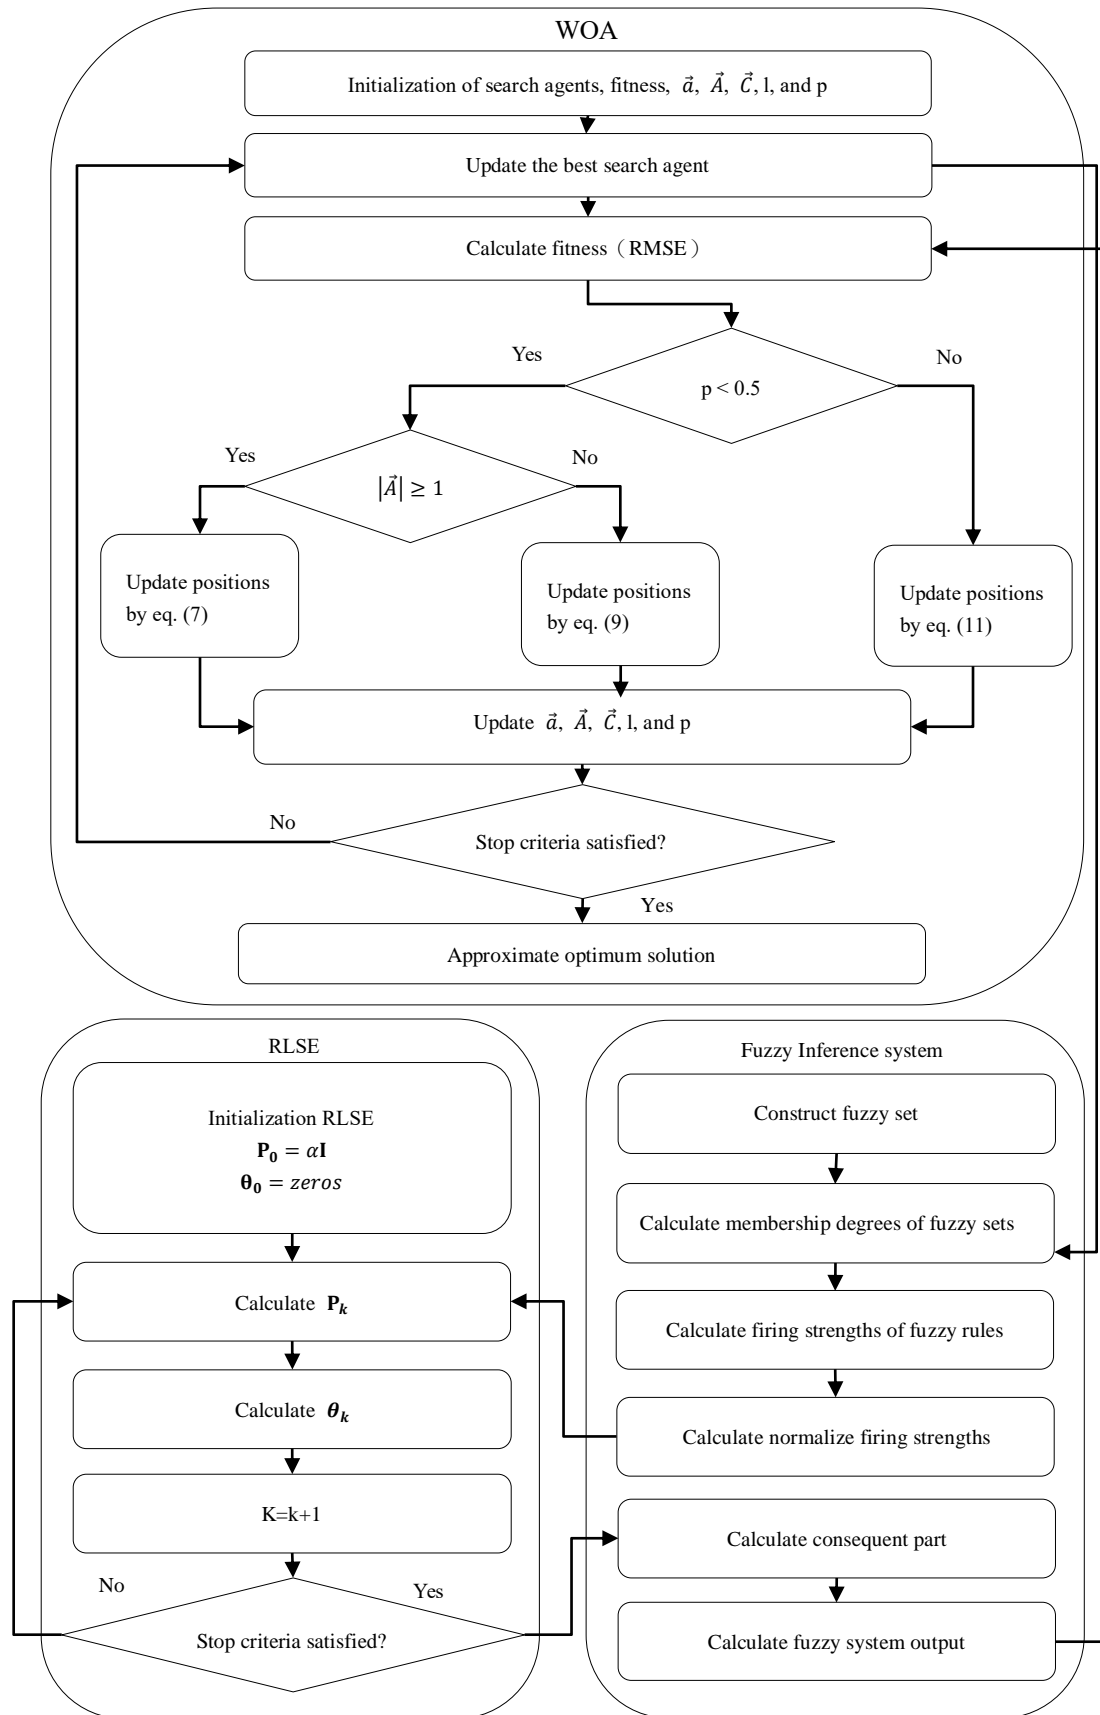 WOA
Initialization of search agents, fitness, a⃗, A⃗, C⃗, l, and p
Update the best search agent
Calculate fitness（RMSE）
Yes
No
p < 0.5
Yes
No
|A⃗| ≥ 1
Update positions
by eq. (7)
Update positions
by eq. (9)
Update positions
by eq. (11)
Update a⃗, A⃗, C⃗, l, and p
No
Stop criteria satisfied?
Yes
Approximate optimum solution
RLSE
Initialization RLSE
P₀ = αI
θ₀ = zeros
Calculate Pₖ
Calculate θₖ
K=k+1
No
Yes
Stop criteria satisfied?
Fuzzy Inference system
Construct fuzzy set
Calculate membership degrees of fuzzy sets
Calculate firing strengths of fuzzy rules
Calculate normalize firing strengths
Calculate consequent part
Calculate fuzzy system output